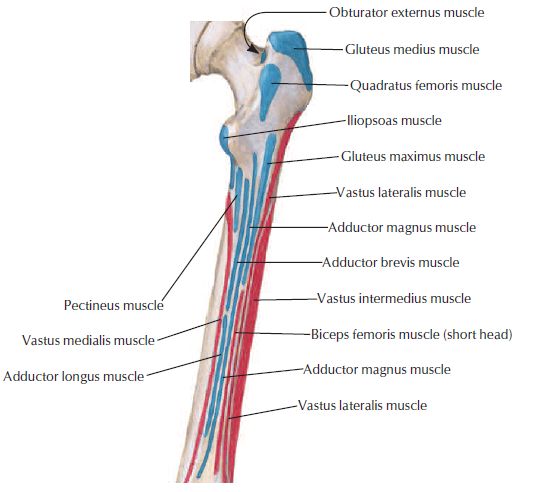 Obturator externus muscle
Gluteus medius muscle
Quadratus femoris muscle
Iliopsoas muscle
Gluteus maximus muscle
Vastus lateralis muscle
Adductor magnus muscle
Adductor brevis muscle
Pectineus muscle
Vastus intermedius muscle
Vastus medialis muscle
Biceps femoris muscle (short head)
Adductor longus muscle
Adductor magnus muscle
Vastus lateralis muscle